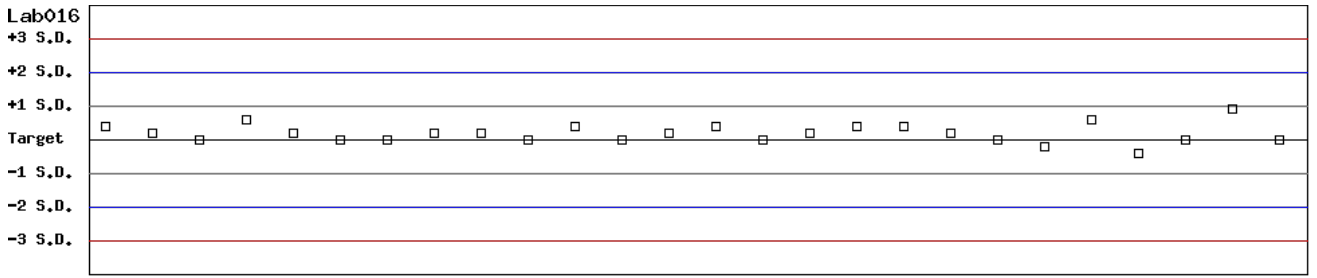 Lab016
+3 S.D.
+2 S.D.
+1 S.D.
Target
-1 S.D.
-2 S.D.
-3 S.D.